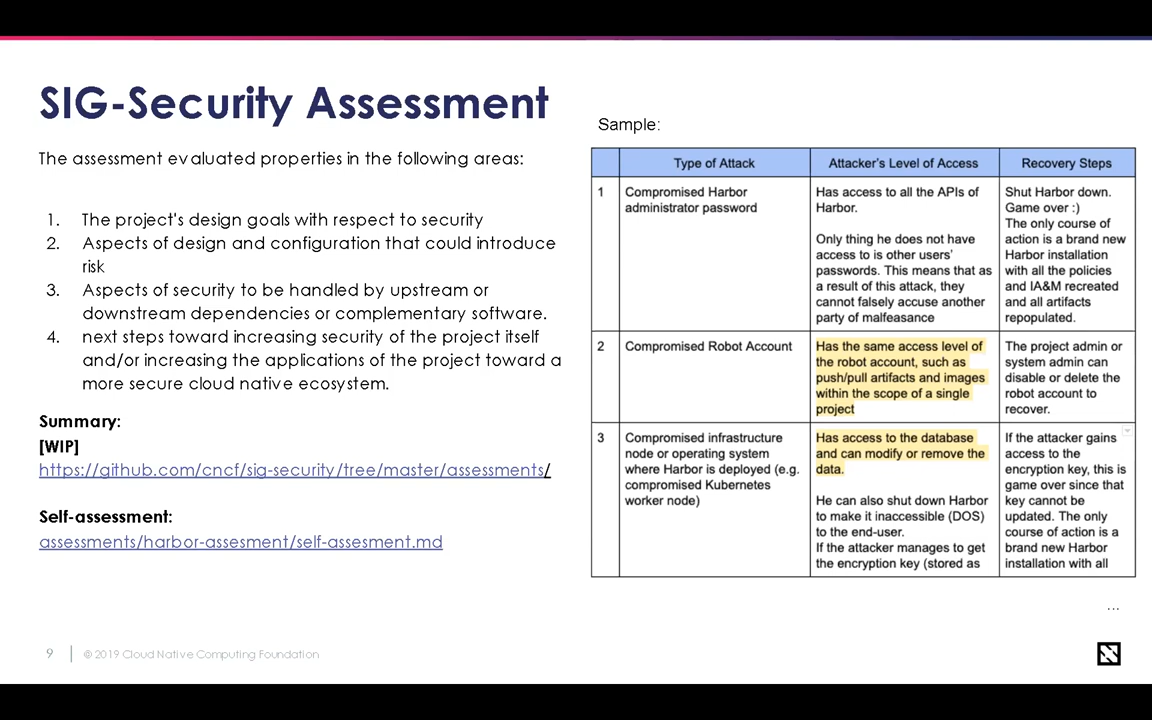 SIG-Security Assessment
The assessment evaluated properties in the following areas:
1. The project's design goals with respect to security
2. Aspects of design and configuration that could introduce
risk
3. Aspects of security to be handled by upstream or
downstream dependencies or complementary software.
4. next steps toward increasing security of the project itself
and/or increasing the applications of the project toward a
more secure cloud native ecosystem.
Summary:
[WIP]
https://github.com/cncf/sig-security/tree/master/assessments/
Self-assessment:
assessments/harbor-assesment/self-assesment.md
Sample:
Type of Attack
Attacker's Level of Access
Recovery Steps
1
Compromised Harbor
administrator password
Has access to all the APIs of
Harbor.
Only thing he does not have
access to is other users'
passwords. This means that as
a result of this attack, they
cannot falsely accuse another
party of malfeasance
Shut Harbor down.
Game over :)
The only course of
action is a brand new
Harbor installation
with all the policies
and IA&M recreated
and all artifacts
repopulated.
2
Compromised Robot Account
Has the same access level of
the robot account, such as
push/pull artifacts and images
within the scope of a single
project
The project admin or
system admin can
disable or delete the
robot account to
recover.
3
Compromised infrastructure
node or operating system
where Harbor is deployed (e.g.
compromised Kubernetes
worker node)
Has access to the database
and can modify or remove the
data.
He can also shut down Harbor
to make it inaccessible (DOS)
to the end-user.
If the attacker manages to get
the encryption key (stored as
If the attacker gains
access to the
encryption key, this is
game over since that
key cannot be
updated. The only
course of action is a
brand new Harbor
installation with all
...
9
© 2019 Cloud Native Computing Foundation